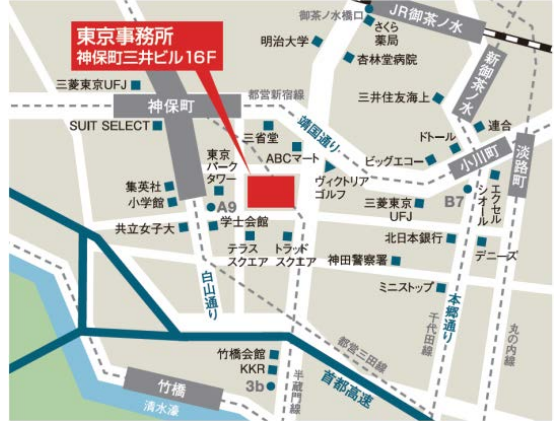 御茶ノ水橋口
さくら
薬局
JR御茶ノ水
東京事務所
神保町三井ビル16F
明治大学
杏林堂病院
新御茶ノ水
三菱東京UFJ
神保町
都営新宿線
三井住友海上
靖国通り
SUIT SELECT
三省堂
ABCマート
ドトール
連合
小川町
淡路町
ビッグエコー
東京
パーク
タワー
ヴィクトリア
ゴルフ
集英社
小学館
A9
三菱東京
UFJ
B7
エクセル
シオール
共立女子大
学士会館
テラス
スクエア
トラッド
スクエア
北日本銀行
デニーズ
神田警察署
白山通り
ミニストップ
本郷通り
千代田線
丸の内線
都営三田線
竹橋会館
KKR
3b
半蔵門線
首都高速
竹橋
清水濠